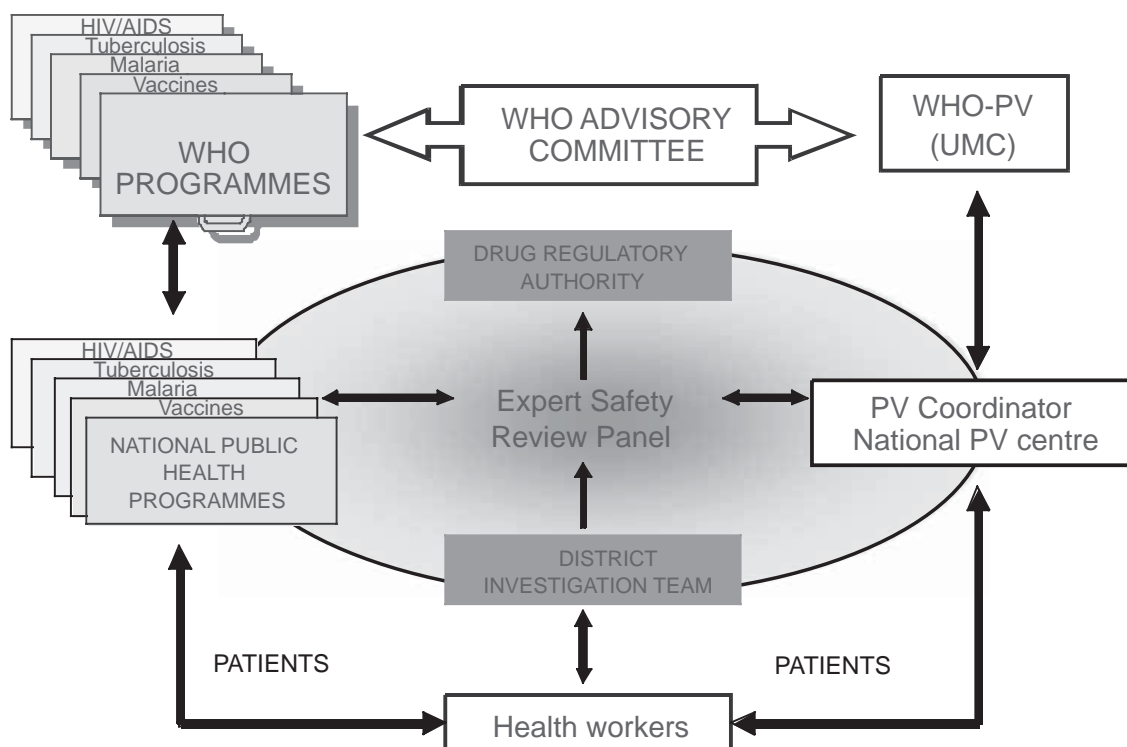 HIV/AIDS
Tuberculosis
Malaria
Vaccines
WHO
PROGRAMMES
WHO ADVISORY
COMMITTEE
WHO-PV
(UMC)
DRUG REGULATORY
AUTHORITY
HIV/AIDS
Tuberculosis
Malaria
Vaccines
NATIONAL PUBLIC
HEALTH
PROGRAMMES
Expert Safety
Review Panel
PV Coordinator
National PV centre
DISTRICT
INVESTIGATION TEAM
PATIENTS
PATIENTS
Health workers